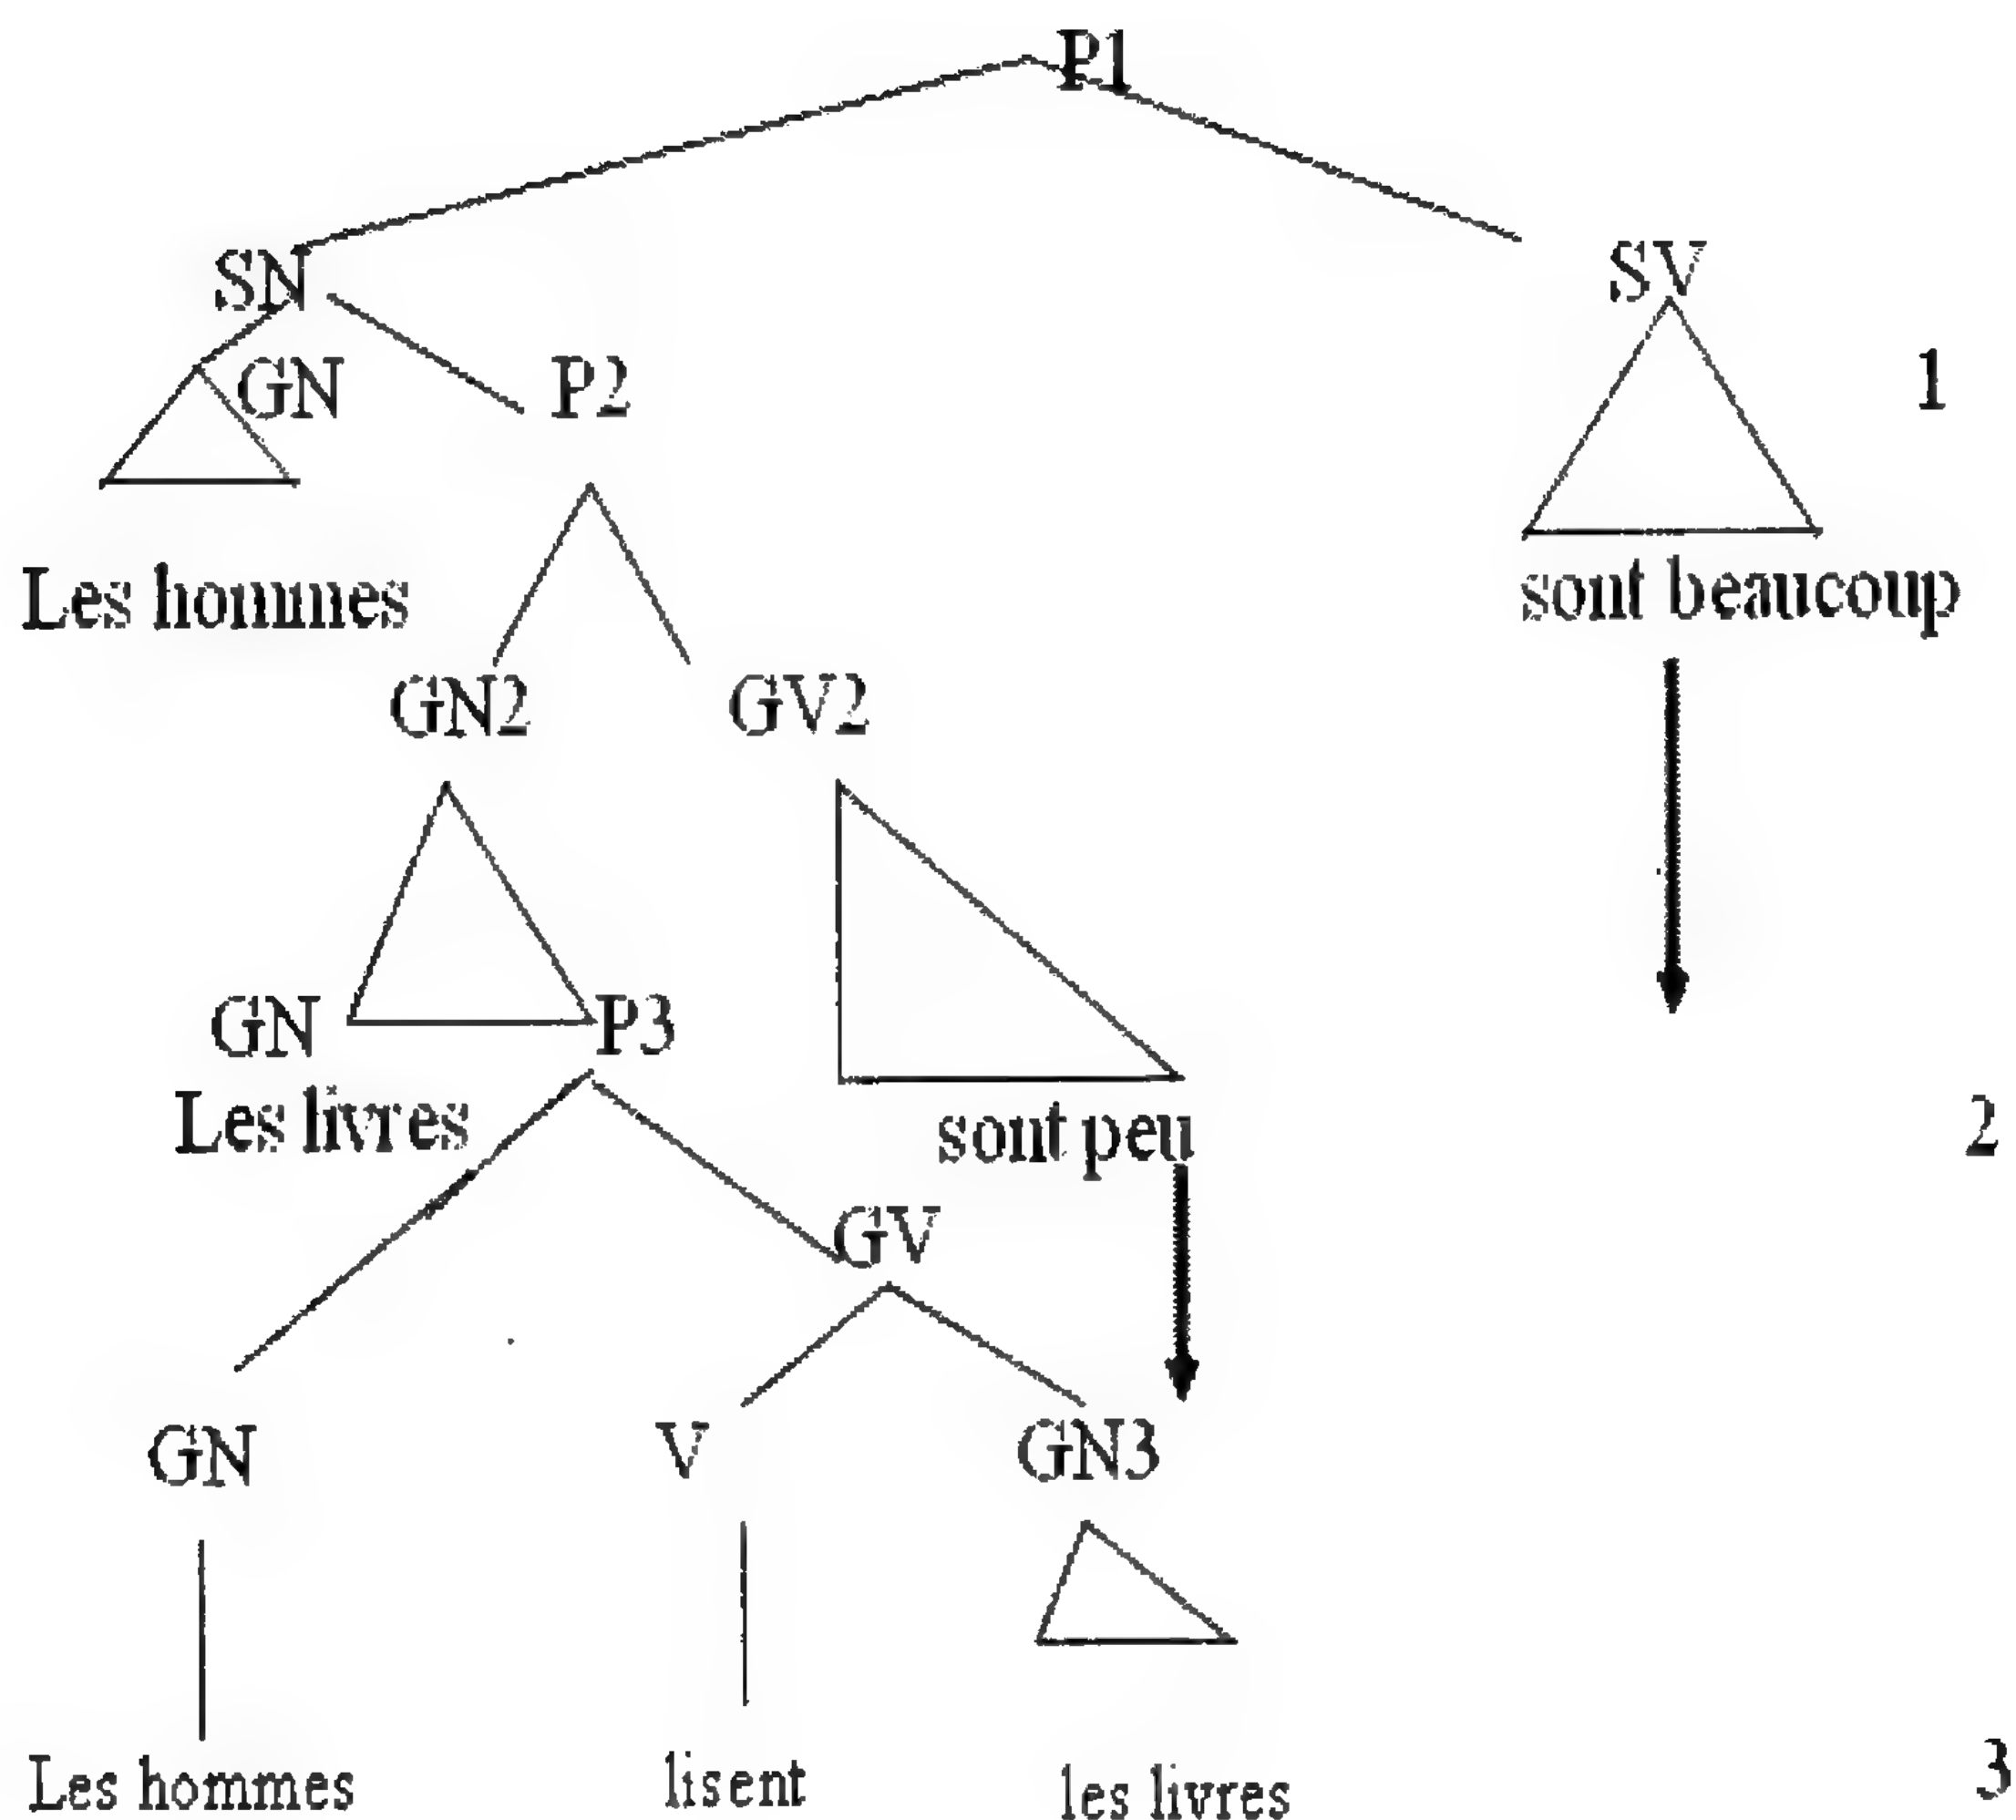 P1
SN SV
GN P2 1
Les hommes sont beaucoup
GN2 GV2
GN P3
Les livres sont peu 2
GV
GN V GN3
Les hommes lisent les livres 3